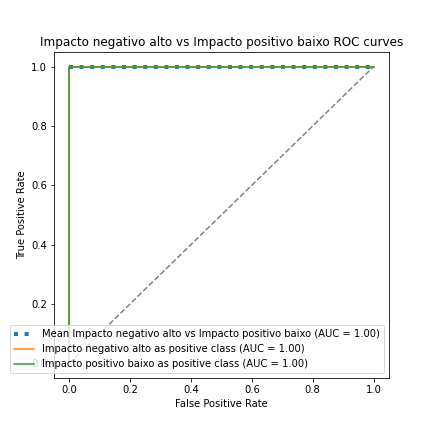 Impacto negativo alto vs Impacto positivo baixo ROC curves
1.0
0.8
0.6
0.4
0.2
True Positive Rate
Mean Impacto negativo alto vs Impacto positivo baixo (AUC = 1.00)
Impacto negativo alto as positive class (AUC = 1.00)
Impacto positivo baixo as positive class (AUC = 1.00)
0.0 0.2 0.4 0.6 0.8 1.0
False Positive Rate